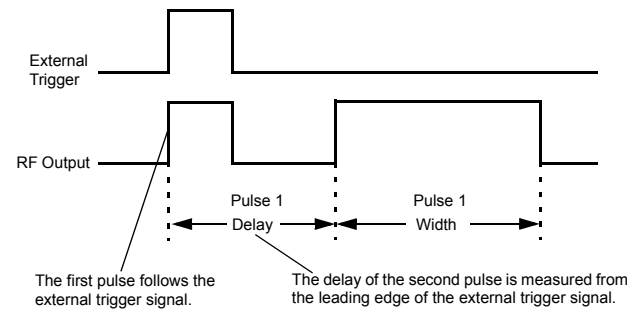 External
Trigger
RF Output
Pulse 1
Delay
Pulse 1
Width
The first pulse follows the
external trigger signal.
The delay of the second pulse is measured from
the leading edge of the external trigger signal.